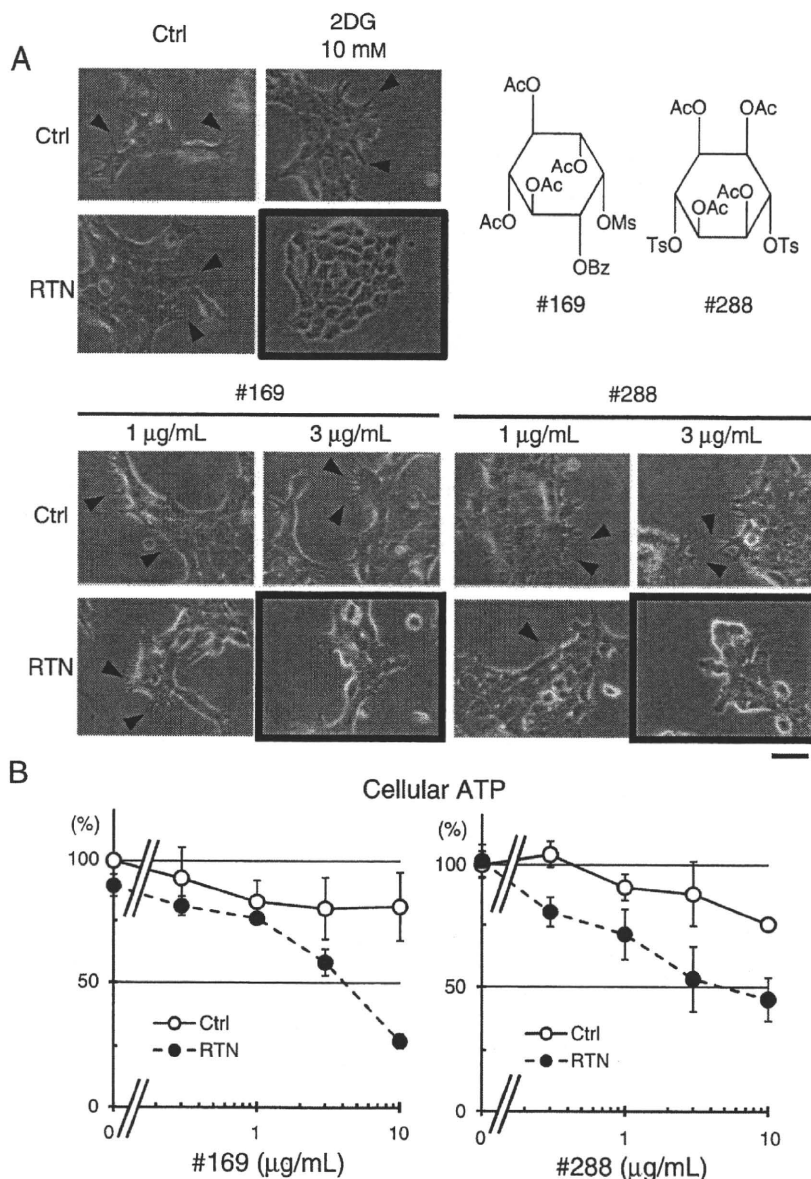 A
Ctrl
2DG
10 mM
Ctrl
RTN
AcO
AcO
OAc
AcO
OMs
OBz
#169
AcO
OAc
AcO
OAc
TsO
OTs
#288
#169
#288
1 µg/mL
3 µg/mL
1 µg/mL
3 µg/mL
Ctrl
RTN
B
Cellular ATP
(%)
100
50
0
Ctrl
RTN
0
1
10
#169 (µg/mL)
(%)
100
50
0
Ctrl
RTN
0
1
10
#288 (µg/mL)